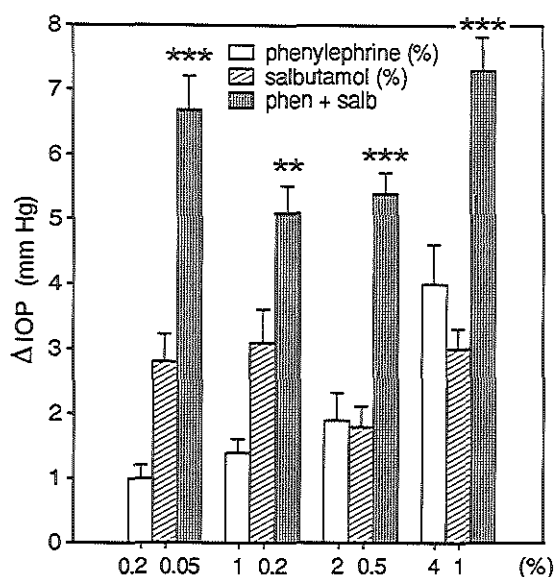 8
7
6
5
4
3
2
1
0
Δ IOP (mm Hg)
phenylephrine (%)
salbutamol (%)
phen + salb
***
**
***
***
0.2 0.05 1 0.2 2 0.5 4 1 (%)